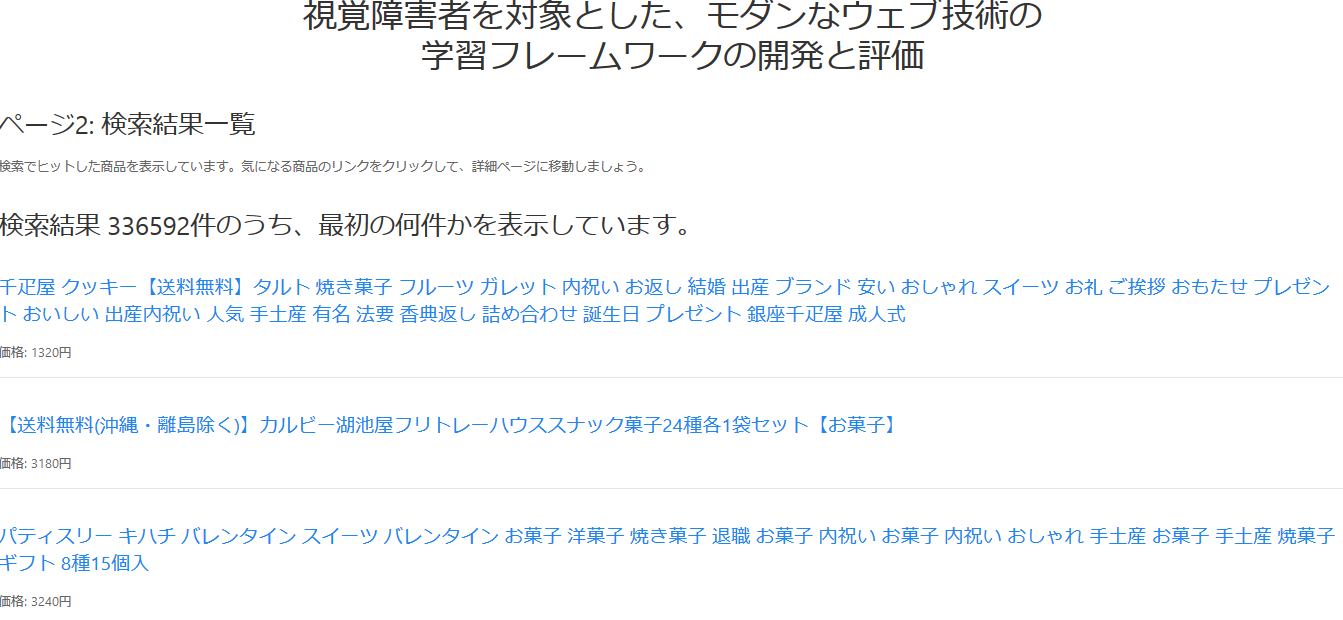 視覚障害者を対象とした、モダンなウェブ技術の
学習フレームワークの開発と評価
ページ2: 検索結果一覧
検索でヒットした商品を表示しています。気になる商品のリンクをクリックして、詳細ページに移動しましょう。
検索結果 336592件のうち、最初の何件かを表示しています。
千疋屋 クッキー【送料無料】タルト 焼き菓子 フルーツ ガレット 内祝い お返し 結婚 出産 ブランド 安い おしゃれ スイーツ お礼 ご挨拶 おもたせ プレゼン
ト おいしい 出産内祝い 人気 手土産 有名 法要 香典返し 詰め合わせ 誕生日 プレゼント 銀座千疋屋 成人式
価格: 1320円
【送料無料(沖縄・離島除く)】カルビー湖池屋フリトレーハウススナック菓子24種各1袋セット【お菓子】
価格: 3180円
パティスリー キハチ バレンタイン スイーツ バレンタイン お菓子 洋菓子 焼き菓子 退職 お菓子 内祝い お菓子 内祝い おしゃれ 手土産 お菓子 手土産 焼菓子
ギフト 8種15個入
価格: 3240円